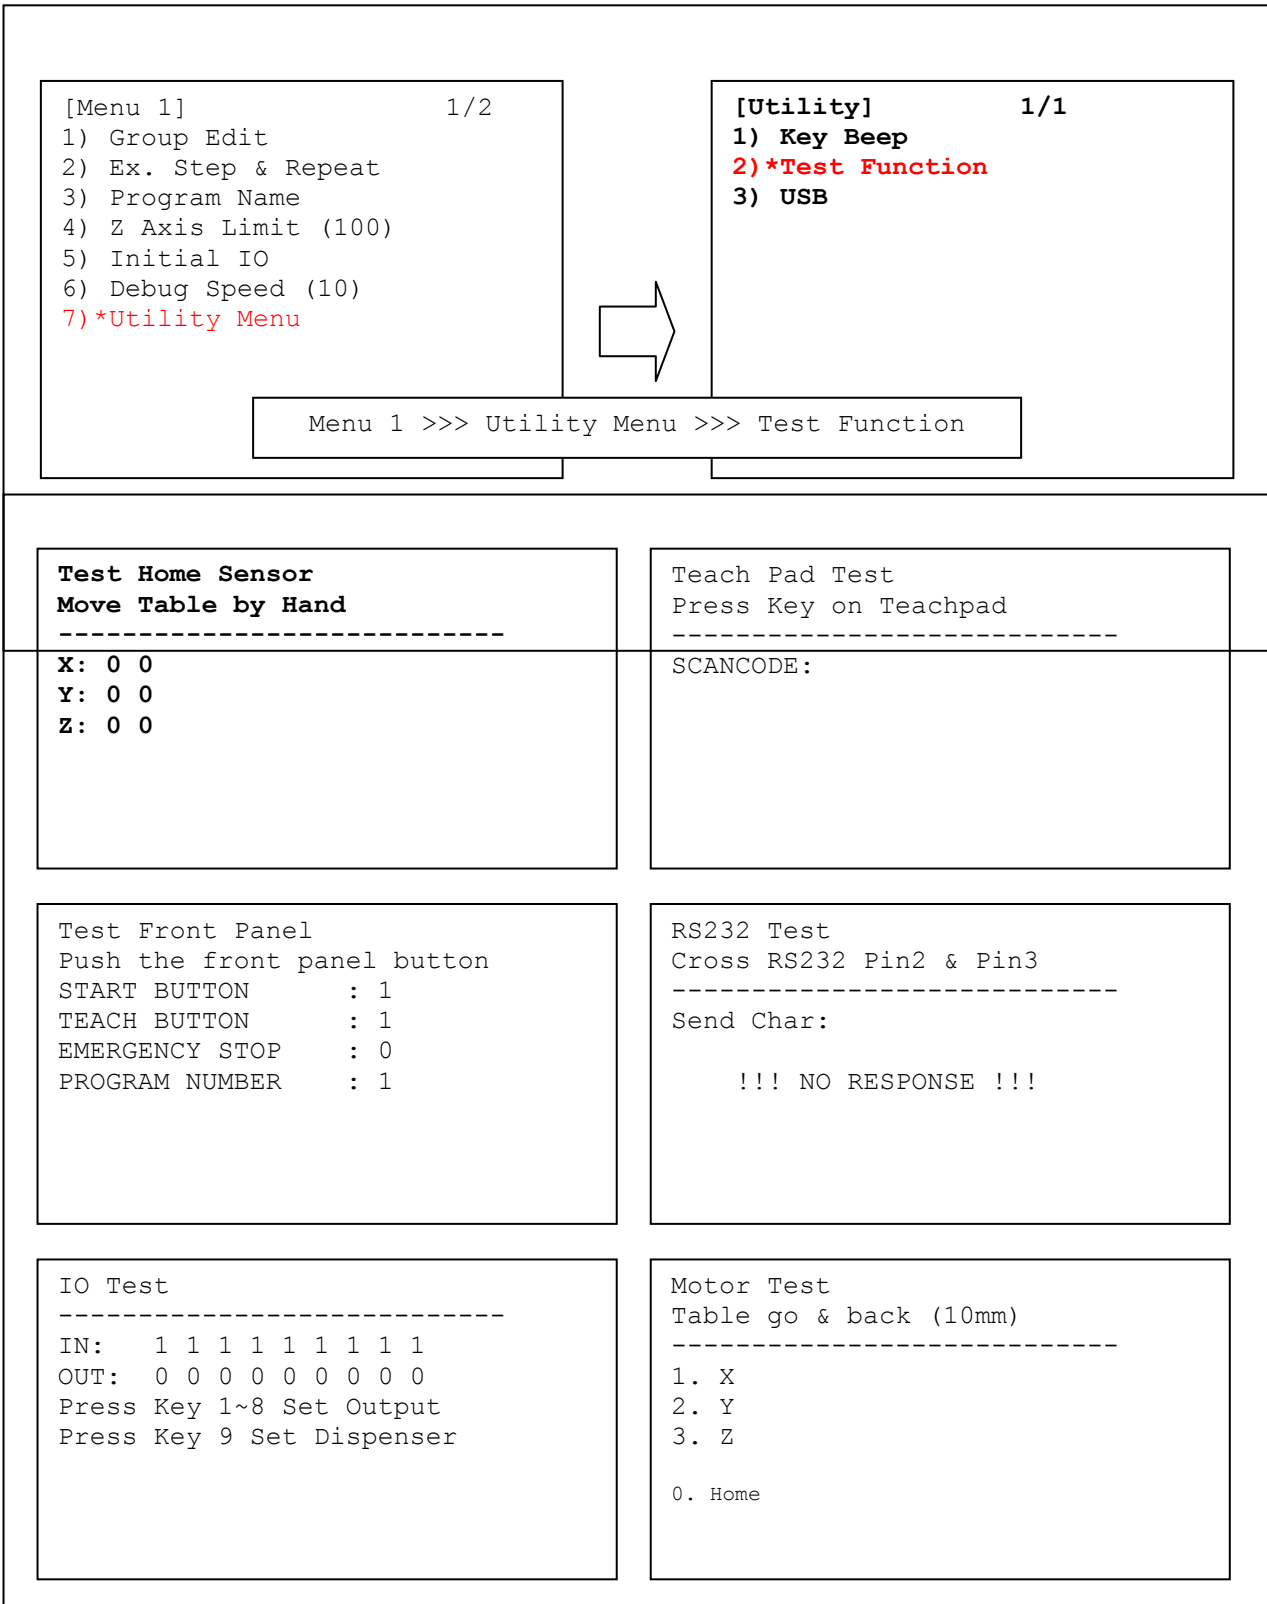 [Menu 1] 1/2
1) Group Edit
2) Ex. Step & Repeat
3) Program Name
4) Z Axis Limit (100)
5) Initial IO
6) Debug Speed (10)
7)*Utility Menu
[Utility] 1/1
1) Key Beep
2)*Test Function
3) USB
Menu 1 >>> Utility Menu >>> Test Function
Test Home Sensor
Move Table by Hand
----------------------------
X: 0 0
Y: 0 0
Z: 0 0
Teach Pad Test
Press Key on Teachpad
----------------------------
SCANCODE:
Test Front Panel
Push the front panel button
START BUTTON : 1
TEACH BUTTON : 1
EMERGENCY STOP : 0
PROGRAM NUMBER : 1
RS232 Test
Cross RS232 Pin2 & Pin3
----------------------------
Send Char:
!!! NO RESPONSE !!!
IO Test
----------------------------
IN: 1 1 1 1 1 1 1 1 1
OUT: 0 0 0 0 0 0 0 0 0
Press Key 1~8 Set Output
Press Key 9 Set Dispenser
Motor Test
Table go & back (10mm)
----------------------------
1. X
2. Y
3. Z
0. Home